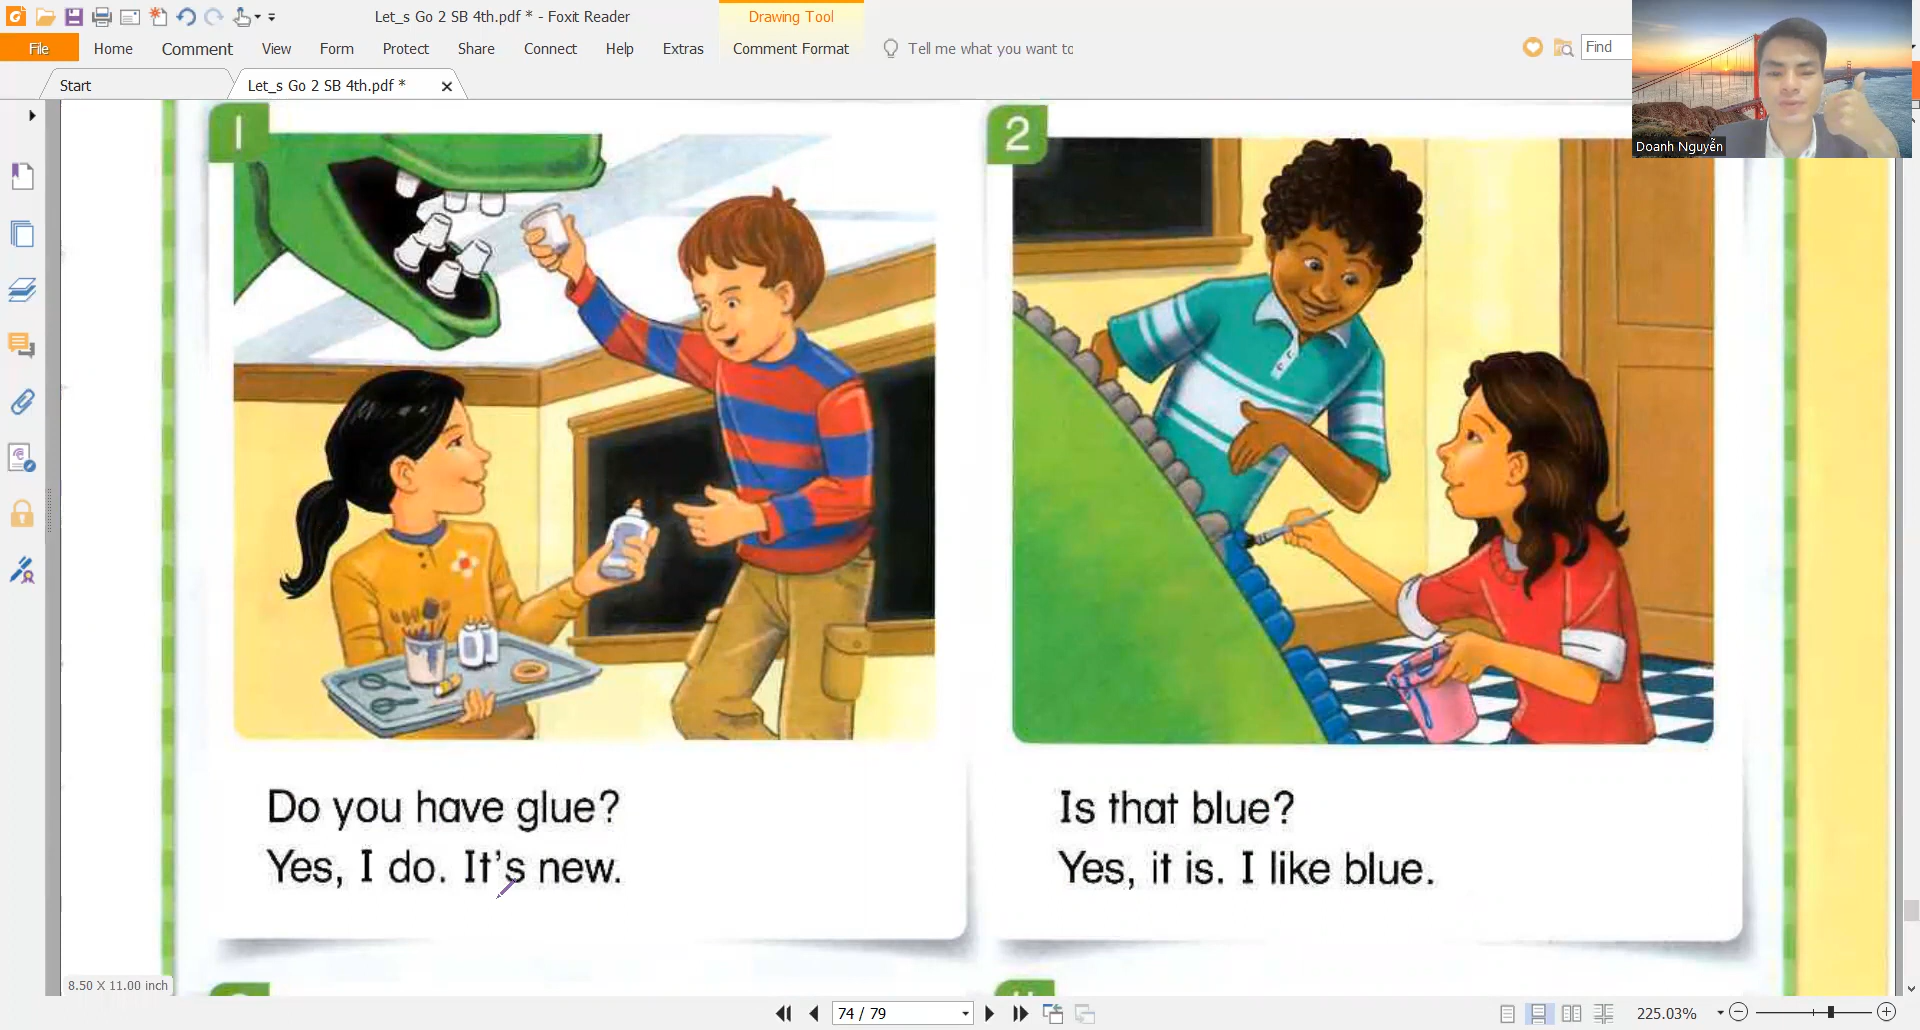 Let_s Go 2 SB 4th.pdf * - Foxit Reader
Drawing Tool
File
Home
Comment
View
Form
Protect
Share
Connect
Help
Extras
Comment Format
Tell me what you want to
Find
Start
Let_s Go 2 SB 4th.pdf *
Doanh Nguyễn
1
2
Do you have glue?
Yes, I do. It's new.
Is that blue?
Yes, it is. I like blue.
8.50 X 11.00 inch
74 / 79
225.03%